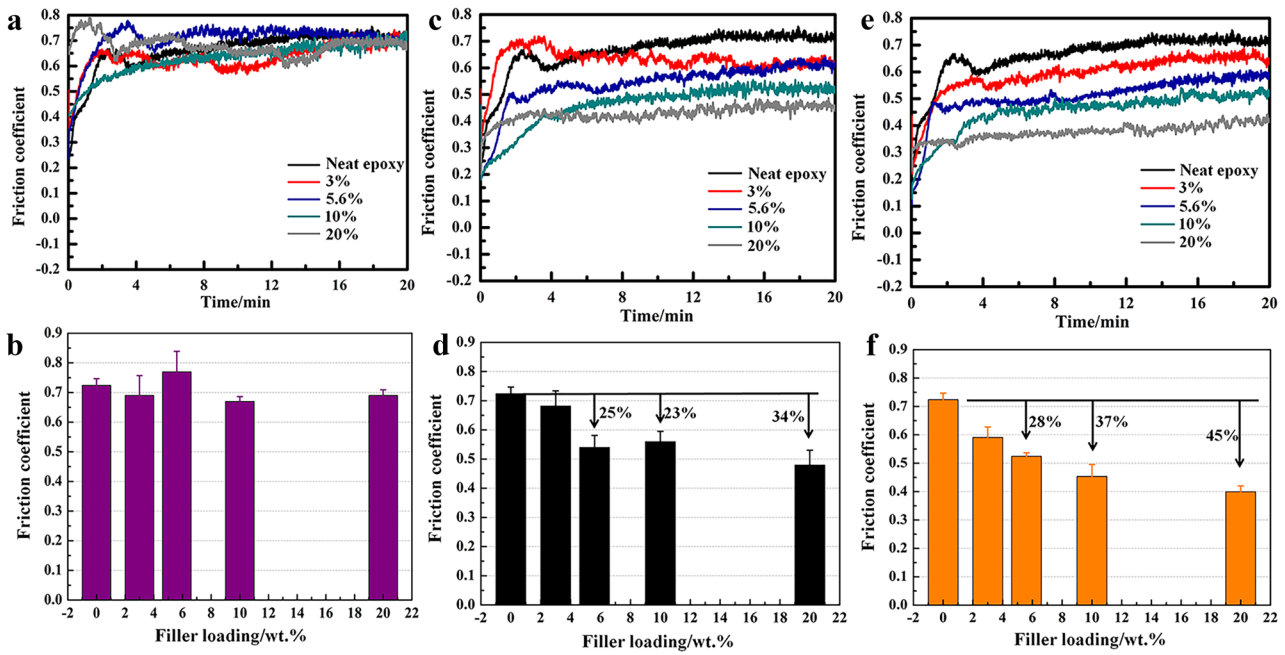 a
0.8
0.7
0.6
0.5
0.4
0.3
0.2
0.1
0.0
-0.1
-0.2
Friction coefficient
Neat epoxy
3%
5.6%
10%
20%
0 4 8 12 16 20
Time/min
c
0.8
0.7
0.6
0.5
0.4
0.3
0.2
0.1
0.0
-0.1
-0.2
Friction coefficient
Neat epoxy
3%
5.6%
10%
20%
0 4 8 12 16 20
Time/min
e
0.8
0.7
0.6
0.5
0.4
0.3
0.2
0.1
0.0
-0.1
-0.2
Friction coefficient
Neat epoxy
3%
5.6%
10%
20%
0 4 8 12 16 20
Time/min
b
0.9
0.8
0.7
0.6
0.5
0.4
0.3
0.2
0.1
0.0
Friction coefficient
-2 0 2 4 6 8 10 12 14 16 18 20 22
Filler loading/wt.%
d
0.9
0.8
0.7
0.6
0.5
0.4
0.3
0.2
0.1
0.0
Friction coefficient
25% 23% 34%
-2 0 2 4 6 8 10 12 14 16 18 20 22
Filler loading/wt.%
f
0.9
0.8
0.7
0.6
0.5
0.4
0.3
0.2
0.1
0.0
Friction coefficient
28% 37% 45%
-2 0 2 4 6 8 10 12 14 16 18 20 22
Filler loading/wt.%